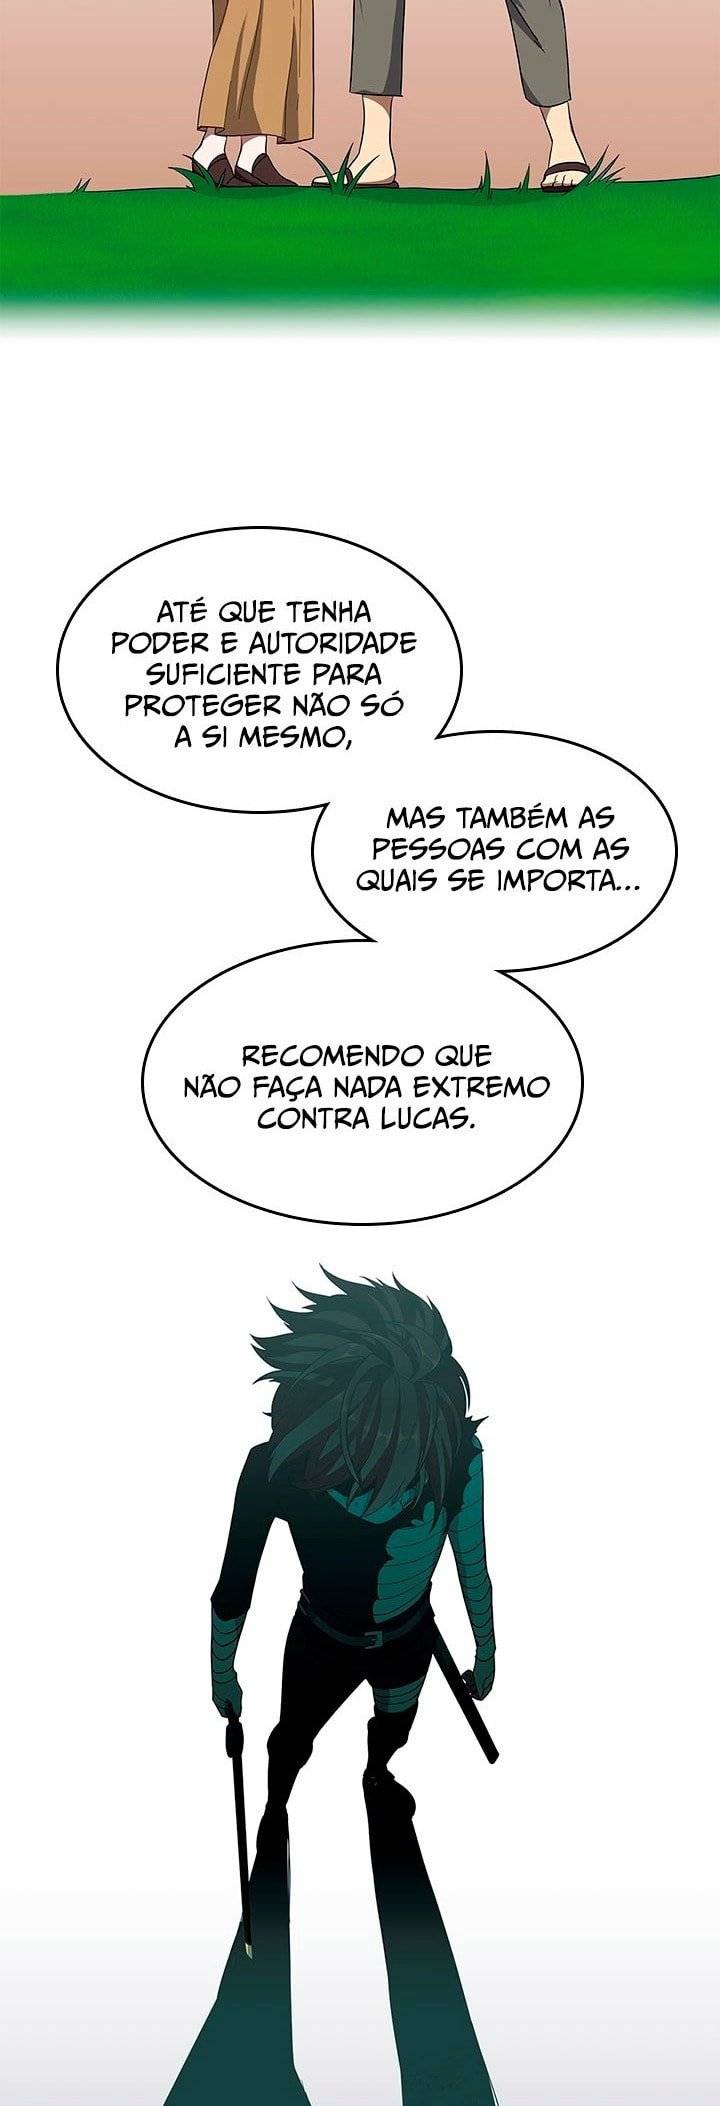 ATÉ QUE TENHA
PODER E AUTORIDADE
SUFICIENTE PARA
PROTEGER NÃO SÓ
A SI MESMO,
MAS TAMBÉM AS
PESSOAS COM AS
QUAIS SE IMPORTA...
RECOMENDO QUE
NÃO FAÇA NADA EXTREMO
CONTRA LUCAS.